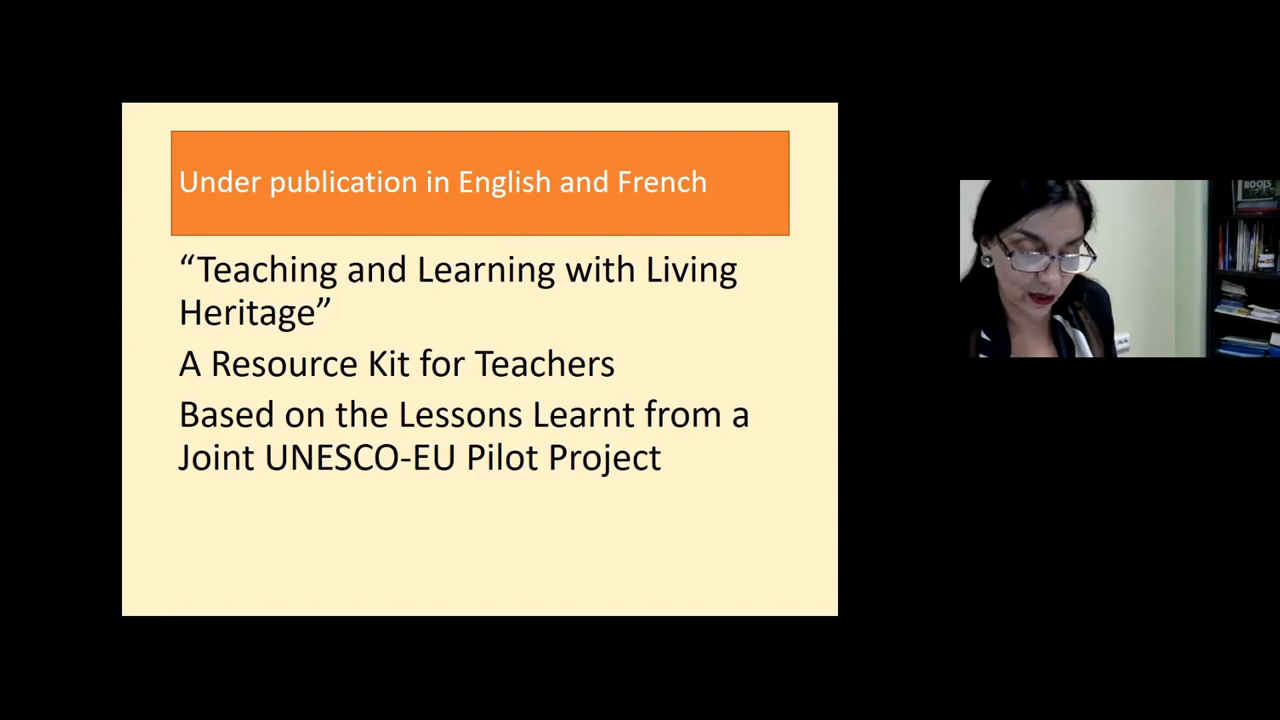 Under publication in English and French
“Teaching and Learning with Living
Heritage”
A Resource Kit for Teachers
Based on the Lessons Learnt from a
Joint UNESCO-EU Pilot Project
ROOTS